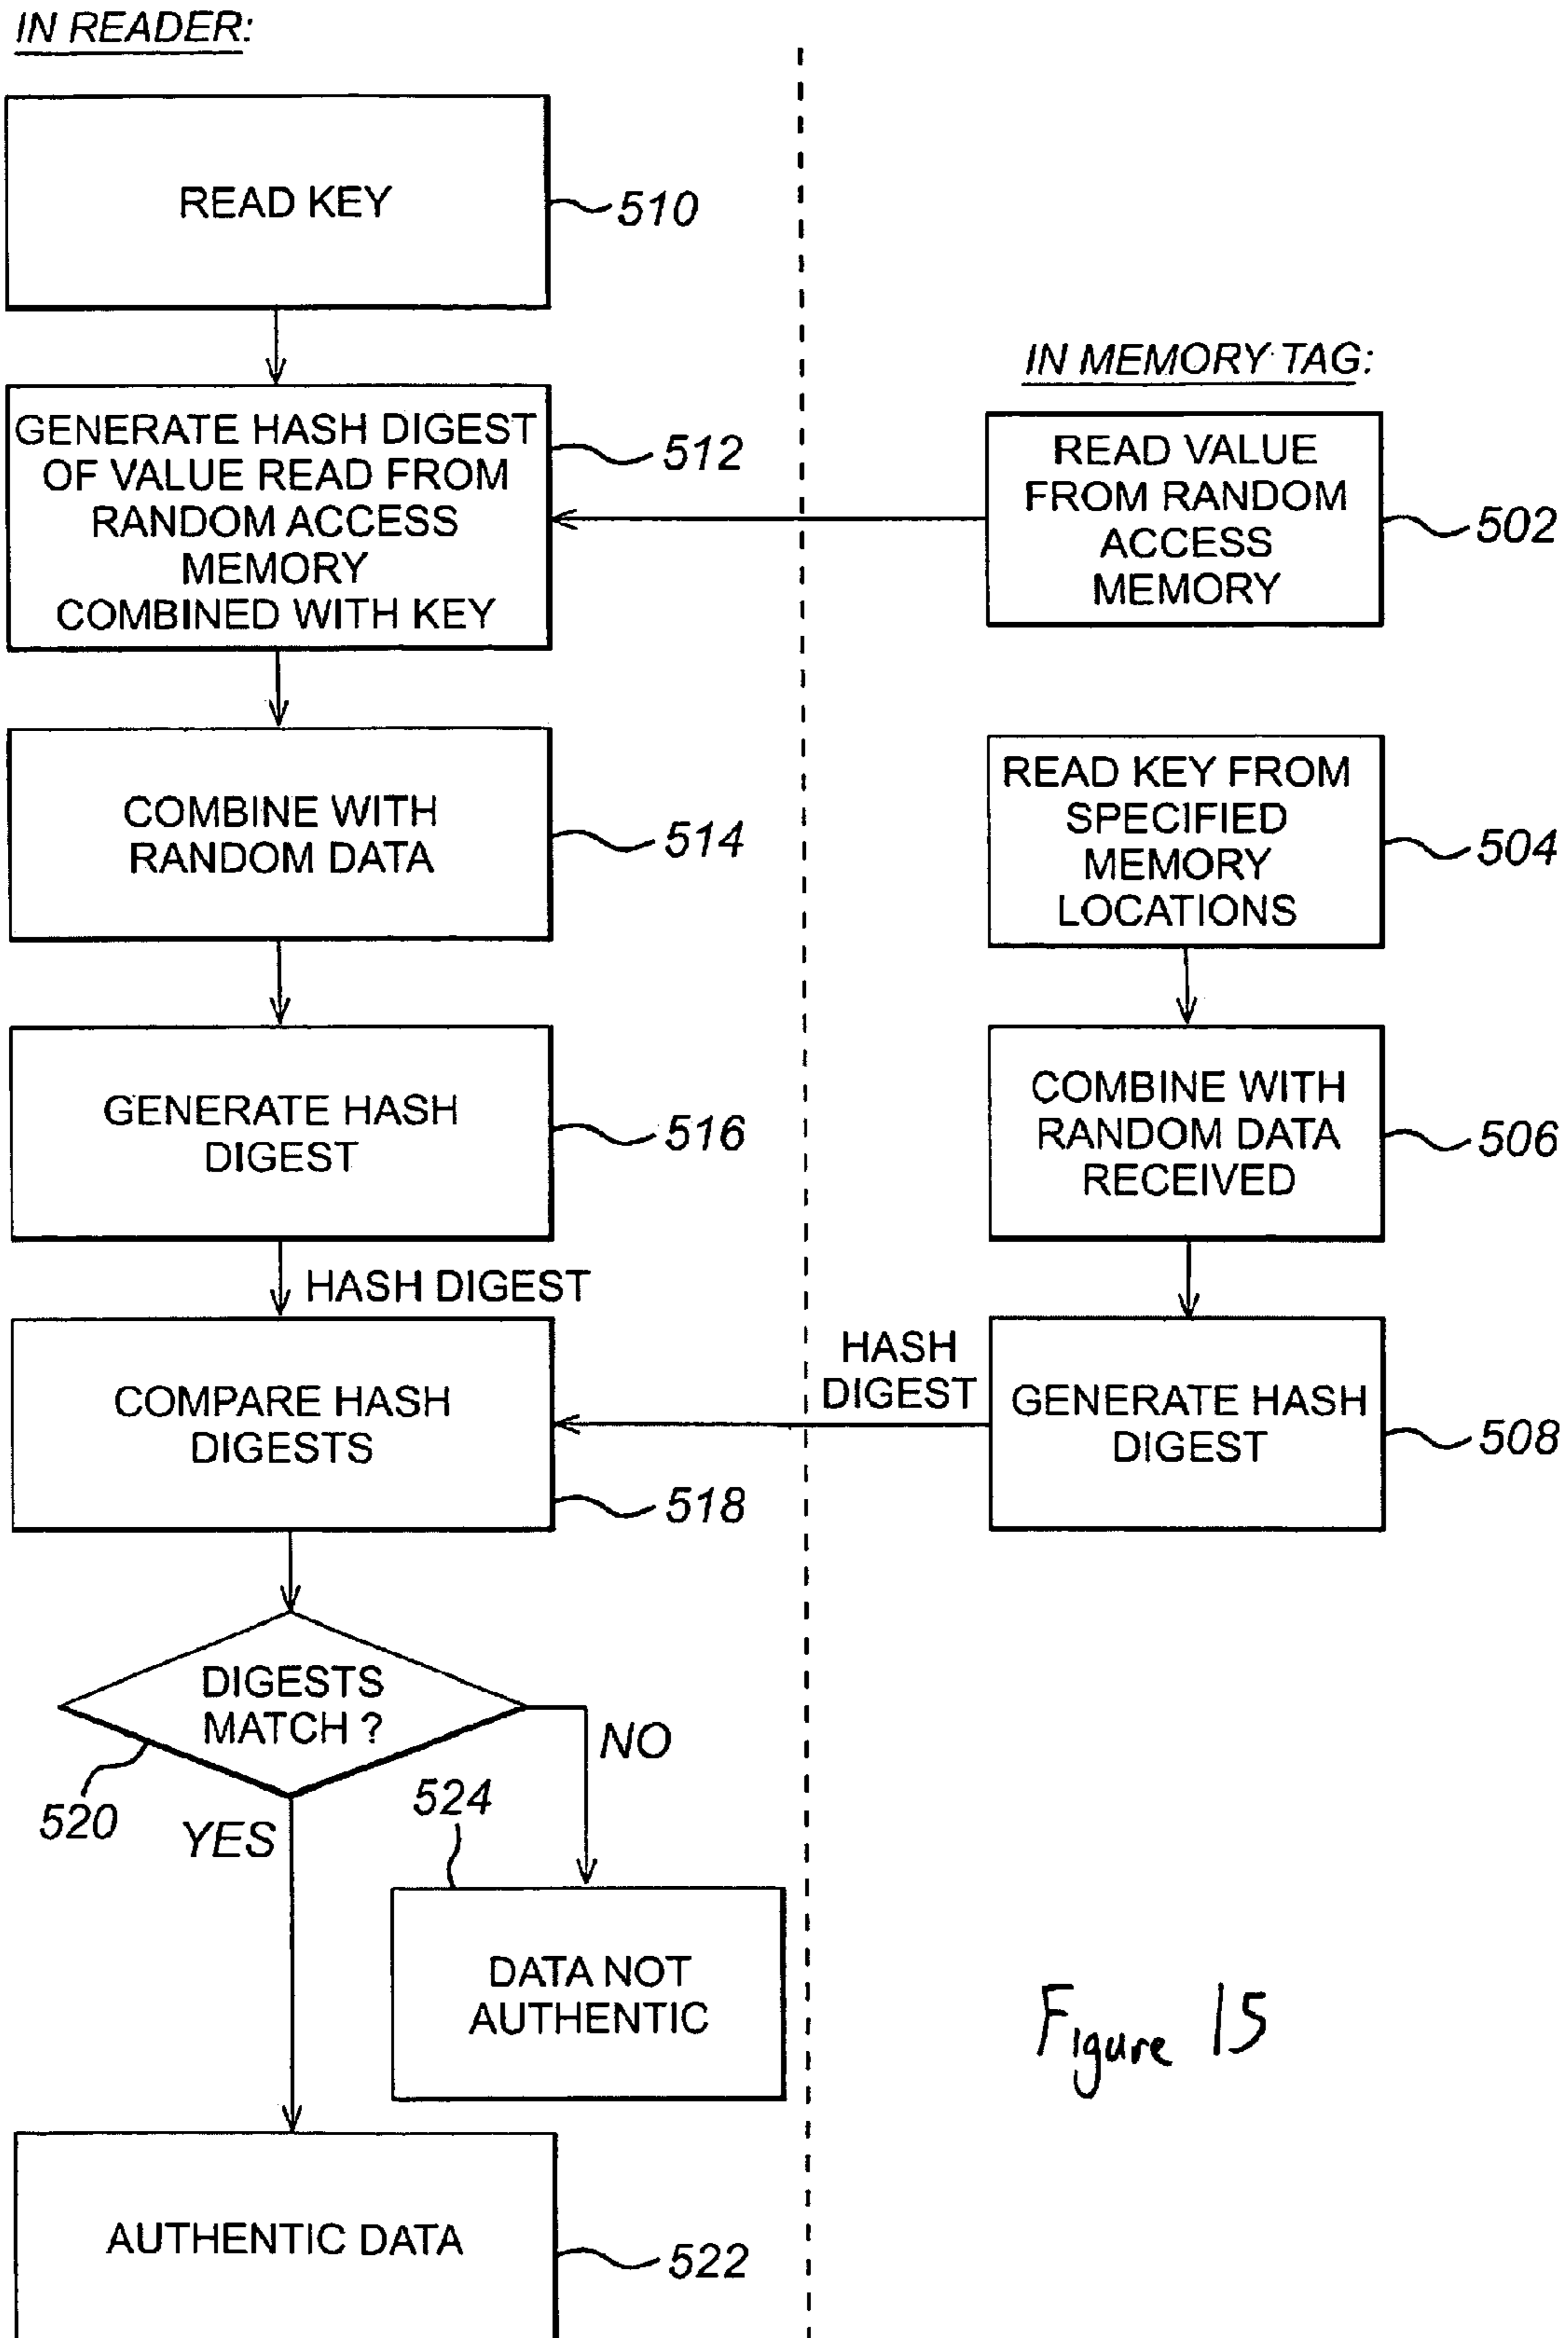 IN READER:
READ KEY
510
GENERATE HASH DIGEST
OF VALUE READ FROM
RANDOM ACCESS
MEMORY
COMBINED WITH KEY
512
IN MEMORY TAG:
READ VALUE
FROM RANDOM
ACCESS
MEMORY
502
COMBINE WITH
RANDOM DATA
514
READ KEY FROM
SPECIFIED
MEMORY
LOCATIONS
504
GENERATE HASH
DIGEST
516
COMBINE WITH
RANDOM DATA
RECEIVED
506
HASH DIGEST
COMPARE HASH
DIGESTS
518
HASH
DIGEST
GENERATE HASH
DIGEST
508
DIGESTS
MATCH ?
520
NO
YES
524
DATA NOT
AUTHENTIC
AUTHENTIC DATA
522
Figure 15